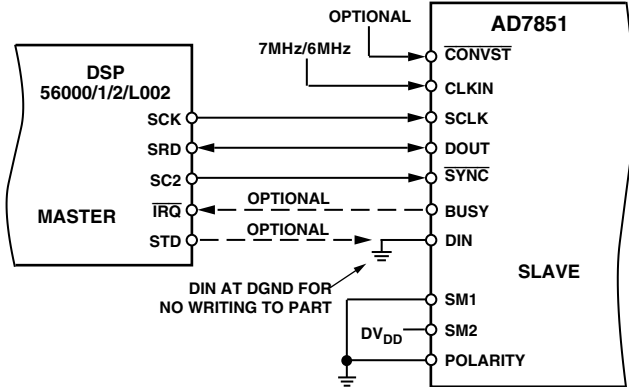 OPTIONAL
AD7851
7MHz/6MHz
CONVST
DSP
56000/1/2/L002
CLKIN
SCK
SCLK
SRD
DOUT
SC2
SYNC
OPTIONAL
MASTER
IRQ
BUSY
OPTIONAL
STD
DIN
DIN AT DGND FOR
NO WRITING TO PART
SLAVE
SM1
DVDD
SM2
POLARITY